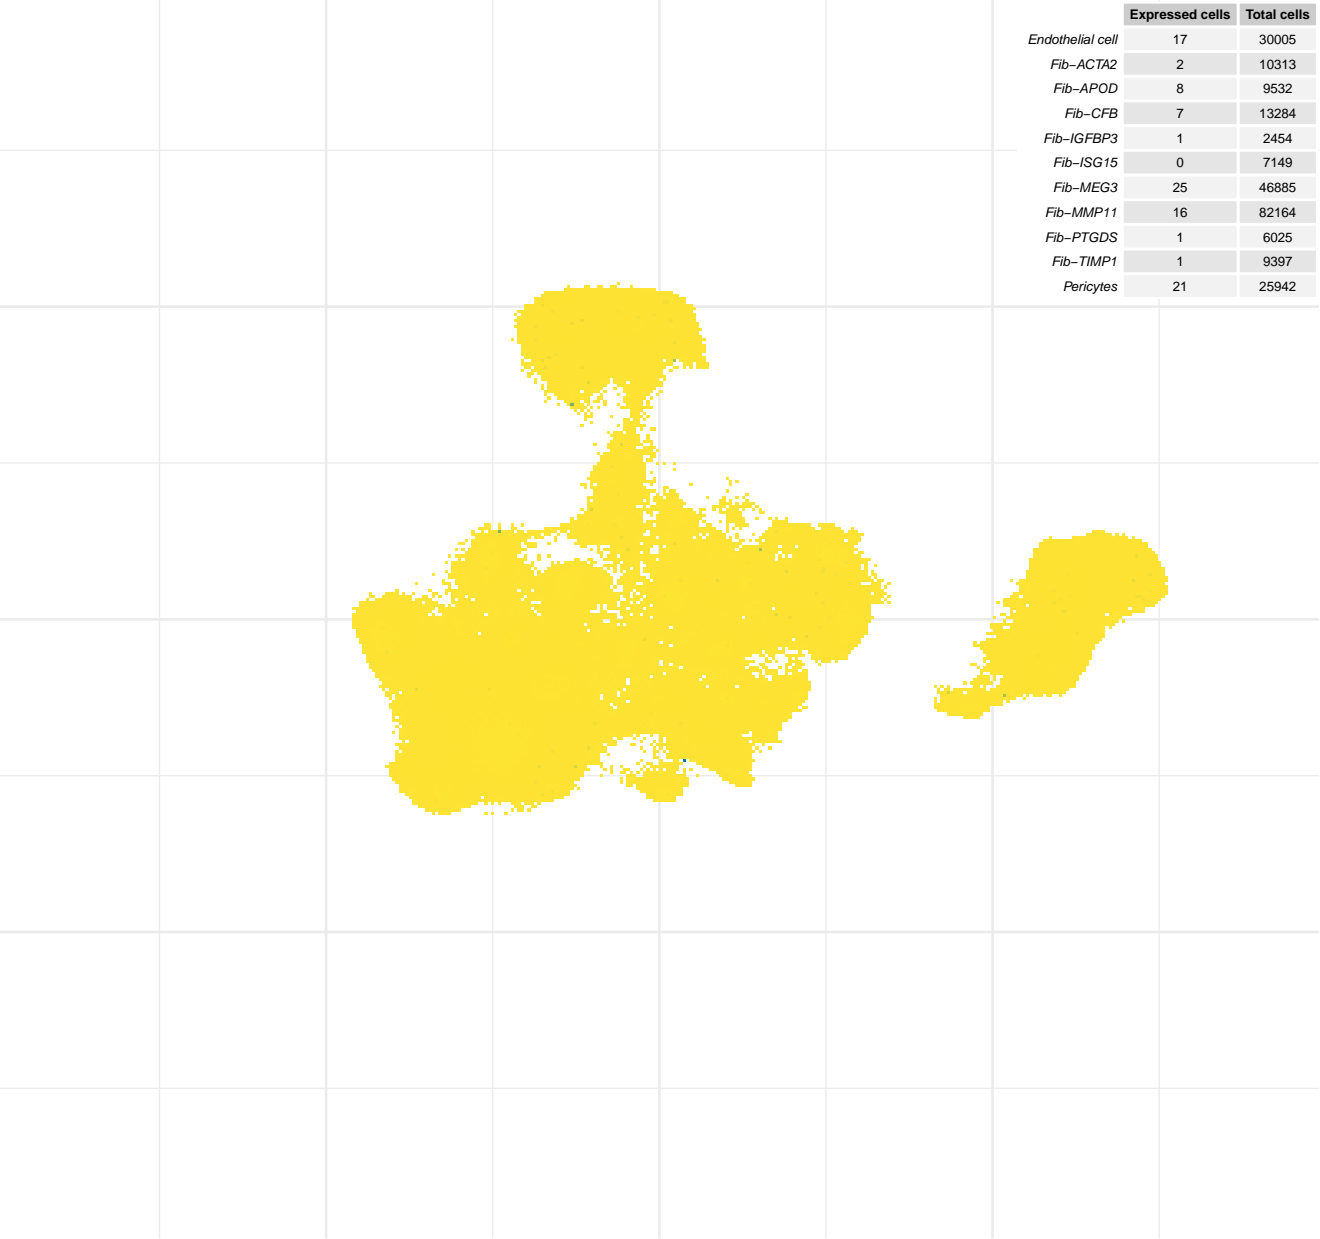 Expressed cells Total cells
Endothelial cell 17 30005
Fib−ACTA2 2 10313
Fib−APOD 8 9532
Fib−CFB 7 13284
Fib−IGFBP3 1 2454
Fib−ISG15 0 7149
Fib−MEG3 25 46885
Fib−MMP11 16 82164
Fib−PTGDS 1 6025
Fib−TIMP1 1 9397
Pericytes 21 25942